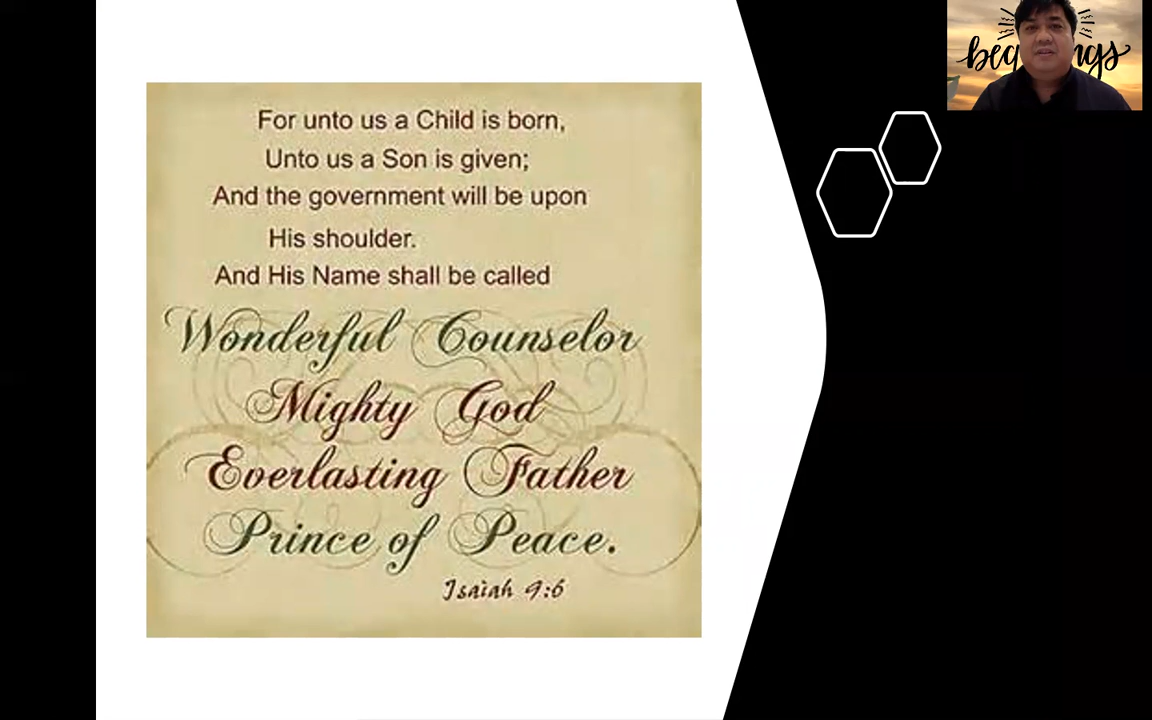 For unto us a Child is born,
Unto us a Son is given;
And the government will be upon
His shoulder.
And His Name shall be called
Wonderful Counselor
Mighty God
Everlasting Father
Prince of Peace.
Isaiah 9:6